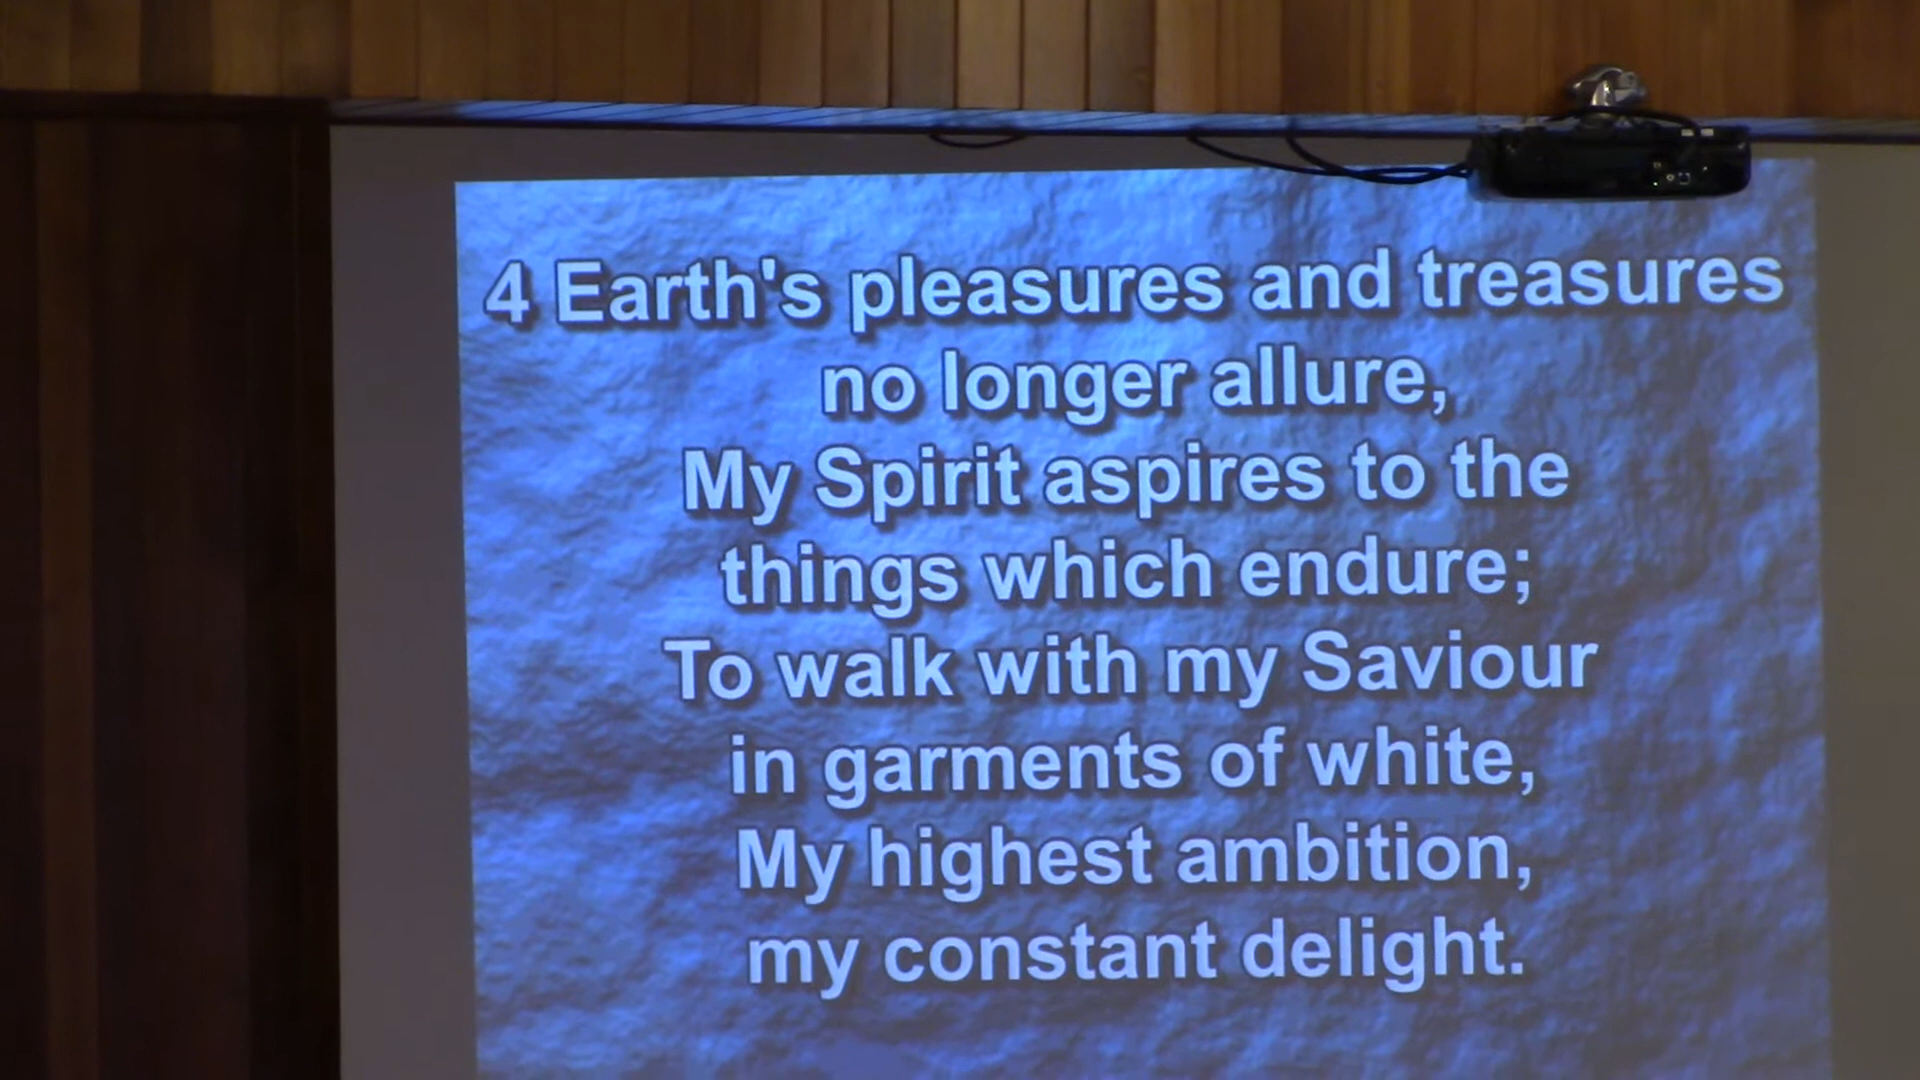 4 Earth's pleasures and treasures
no longer allure,
My Spirit aspires to the
things which endure;
To walk with my Saviour
in garments of white,
My highest ambition,
my constant delight.